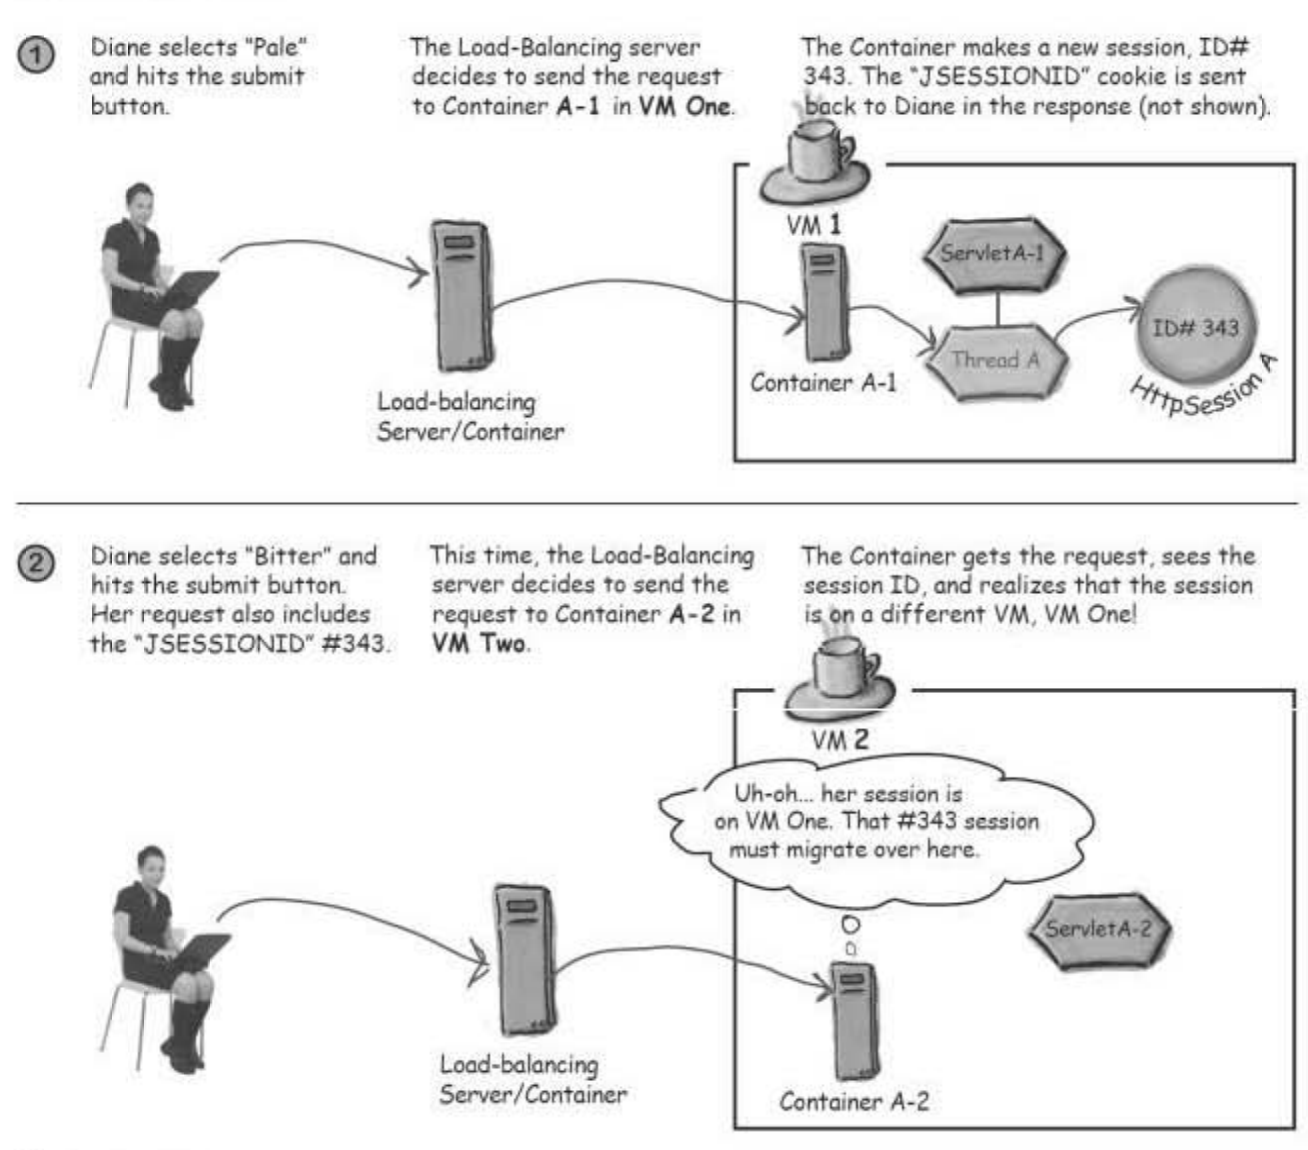 1
Diane selects "Pale"
and hits the submit
button.
The Load-Balancing server
decides to send the request
to Container A-1 in VM One.
The Container makes a new session, ID#
343. The "JSESSIONID" cookie is sent
back to Diane in the response (not shown).
VM 1
ServletA-1
Thread A
ID# 343
HttpSession A
Container A-1
Load-balancing
Server/Container
2
Diane selects "Bitter" and
hits the submit button.
Her request also includes
the "JSESSIONID" #343.
This time, the Load-Balancing
server decides to send the
request to Container A-2 in
VM Two.
The Container gets the request, sees the
session ID, and realizes that the session
is on a different VM, VM One!
VM 2
Uh-oh... her session is
on VM One. That #343 session
must migrate over here.
ServletA-2
Load-balancing
Server/Container
Container A-2